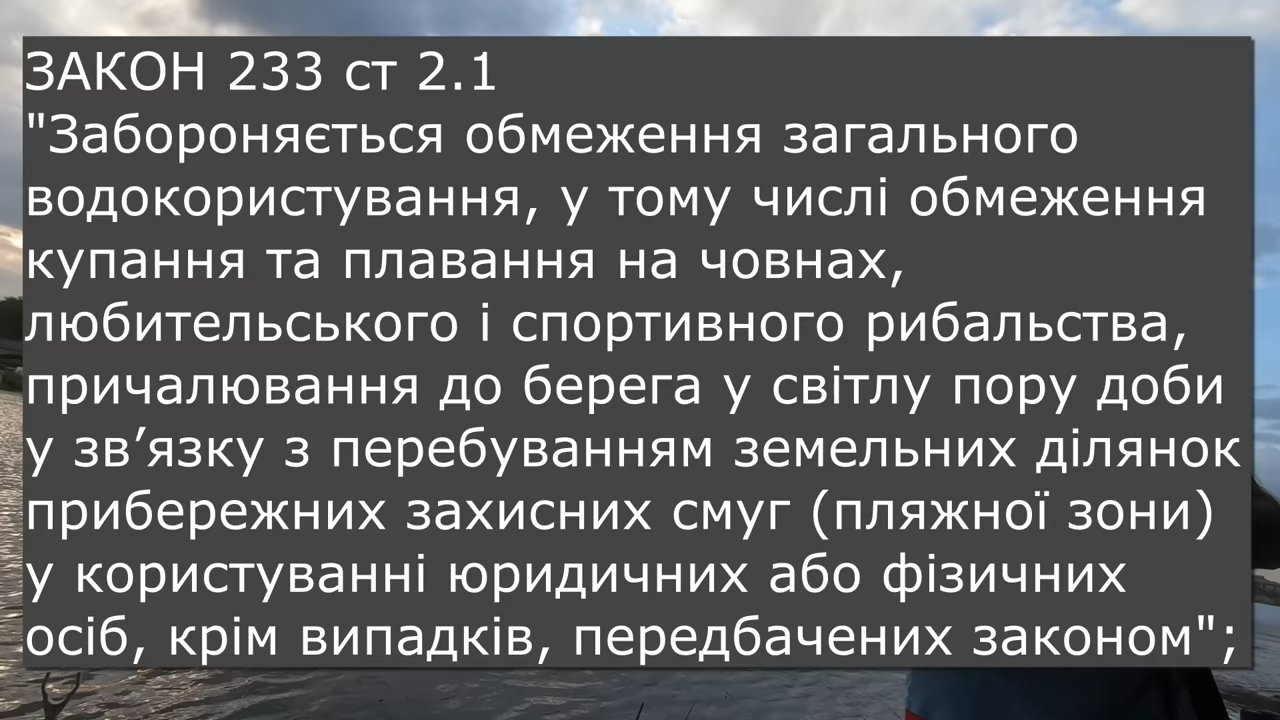 ЗАКОН 233 ст 2.1
"Забороняється обмеження загального
водокористування, у тому числі обмеження
купання та плавання на човнах,
любительського і спортивного рибальства,
причалювання до берега у світлу пору доби
у зв’язку з перебуванням земельних ділянок
прибережних захисних смуг (пляжної зони)
у користуванні юридичних або фізичних
осіб, крім випадків, передбачених законом";